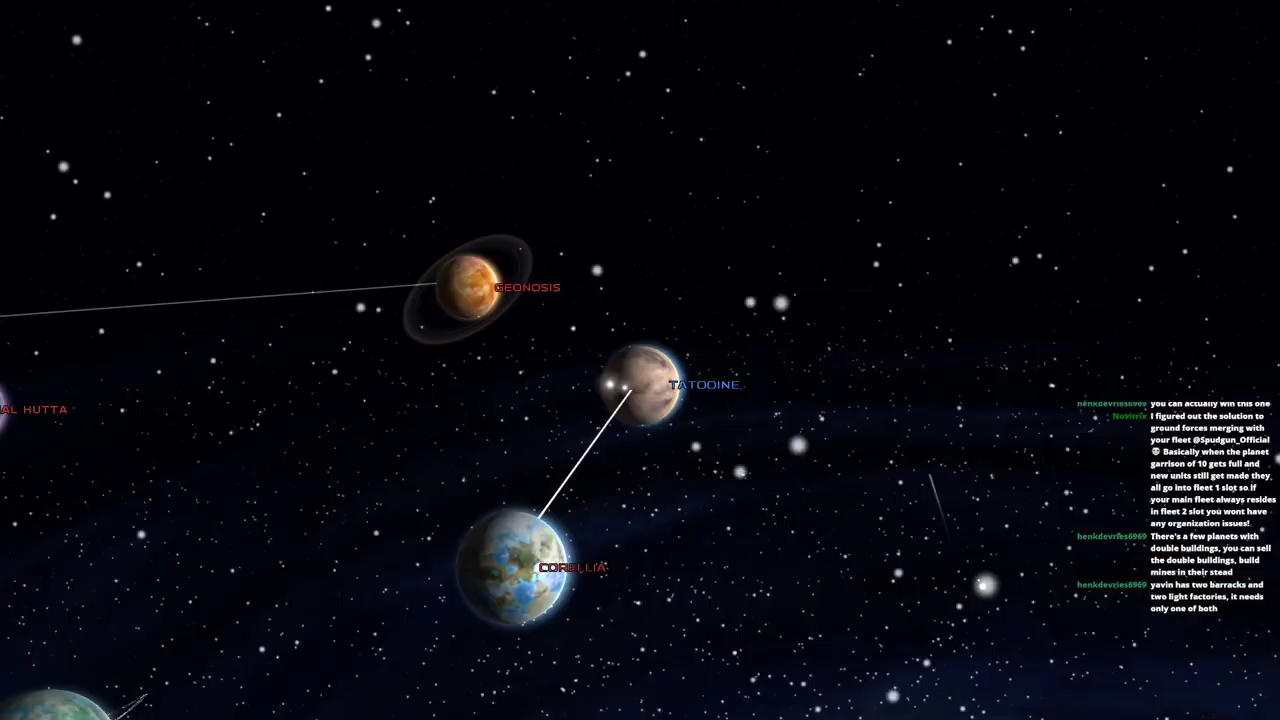 GEONOSIS
TATOOINE
AL HUTTA
CORELLIA
henkdevries6969 you can actually win this one
Novitrix I figured out the solution to
ground forces merging with
your fleet @Spudgun_Official
Basically when the planet
garrison of 10 gets full and
new units still get made they
all go into fleet 1 slot so if
your main fleet always resides
in fleet 2 slot you wont have
any organization issues!
henkdevries6969 There's a few planets with
double buildings, you can sell
the double buildings, build
mines in their stead
henkdevries6969 yavin has two barracks and
two light factories, it needs
only one of both